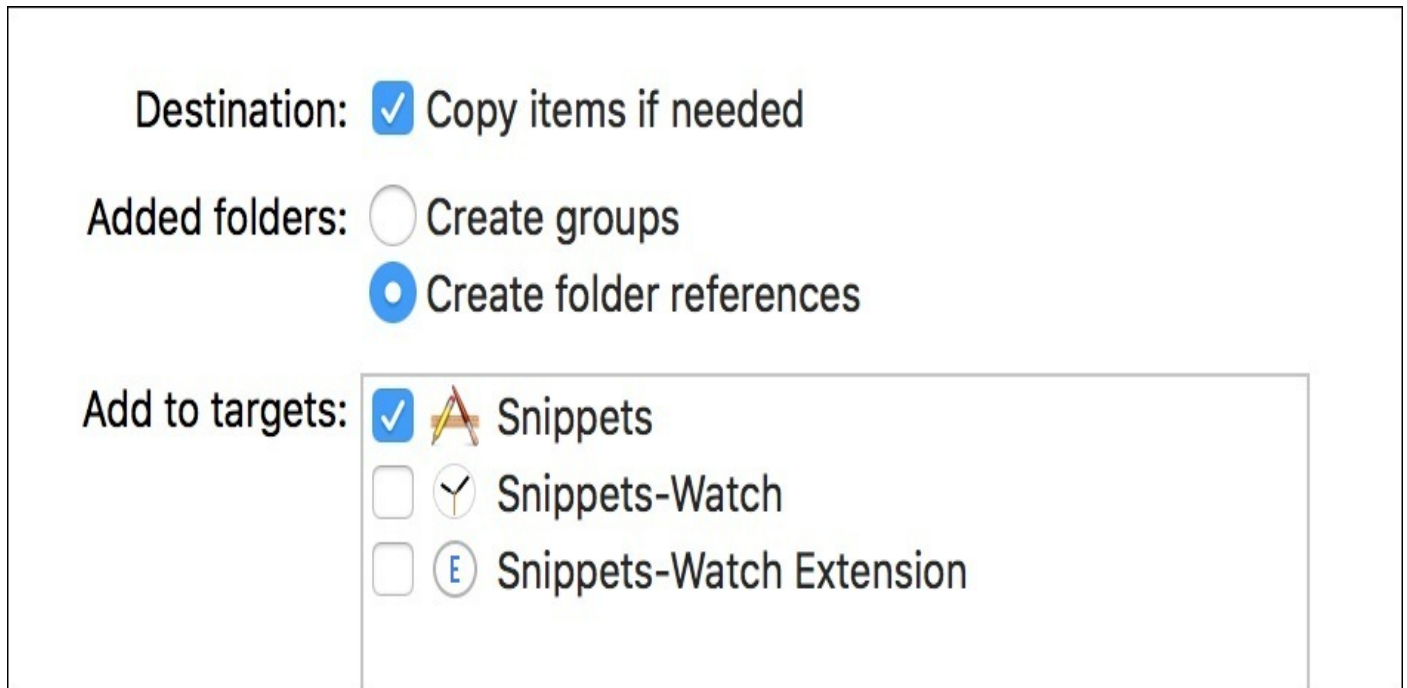 Destination: Copy items if needed
Added folders: Create groups
Create folder references
Add to targets: Snippets
Snippets-Watch
E Snippets-Watch Extension